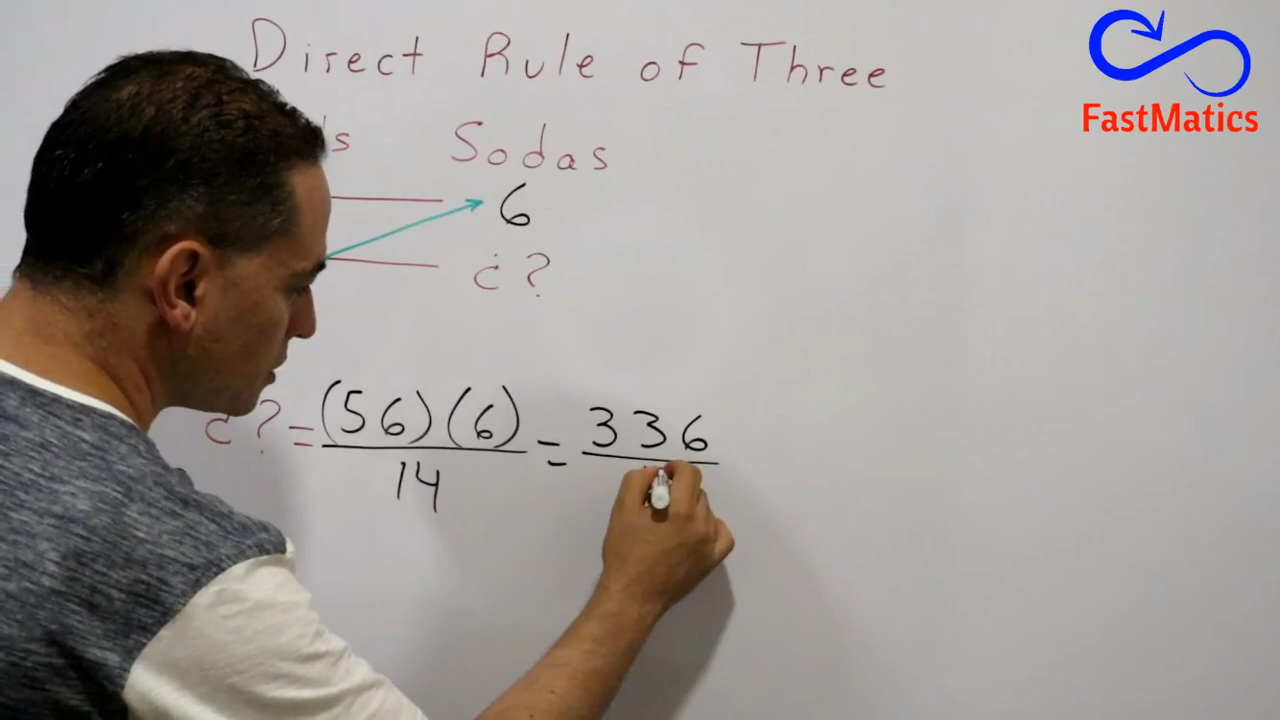 Direct Rule of Three
FastMatics
Sodas
6
¿?
¿? = (56)(6) = 336
14